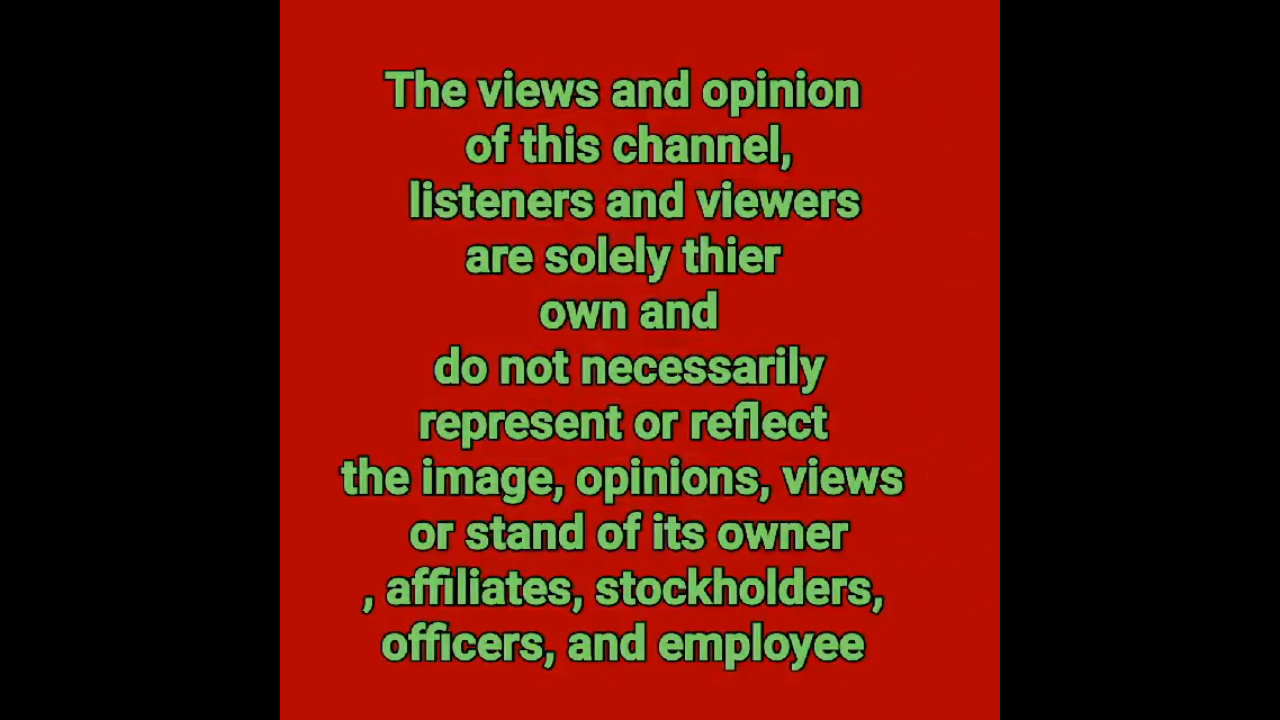 The views and opinion
of this channel,
listeners and viewers
are solely thier
own and
do not necessarily
represent or reflect
the image, opinions, views
or stand of its owner
, affiliates, stockholders,
officers, and employee